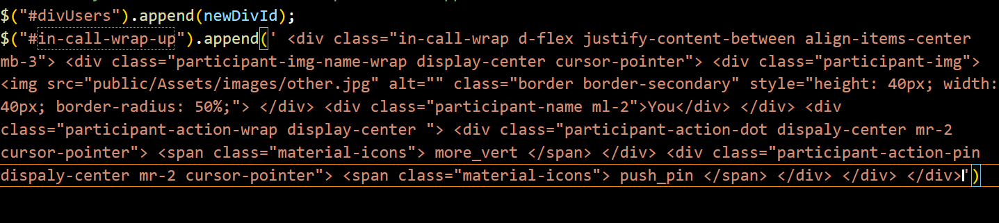 $("#divUsers").append(newDivId);
$("#in-call-wrap-up").append(' <div class="in-call-wrap d-flex justify-content-between align-items-center
mb-3"> <div class="participant-img-name-wrap display-center cursor-pointer"> <div class="participant-img">
<img src="public/Assets/images/other.jpg" alt="" class="border border-secondary" style="height: 40px; width:
40px; border-radius: 50%;"> </div> <div class="participant-name ml-2">You</div> </div> <div
class="participant-action-wrap display-center "> <div class="participant-action-dot dispaly-center mr-2
cursor-pointer"> <span class="material-icons"> more_vert </span> </div> <div class="participant-action-pin
dispaly-center mr-2 cursor-pointer"> <span class="material-icons"> push_pin </span> </div> </div> </div>')